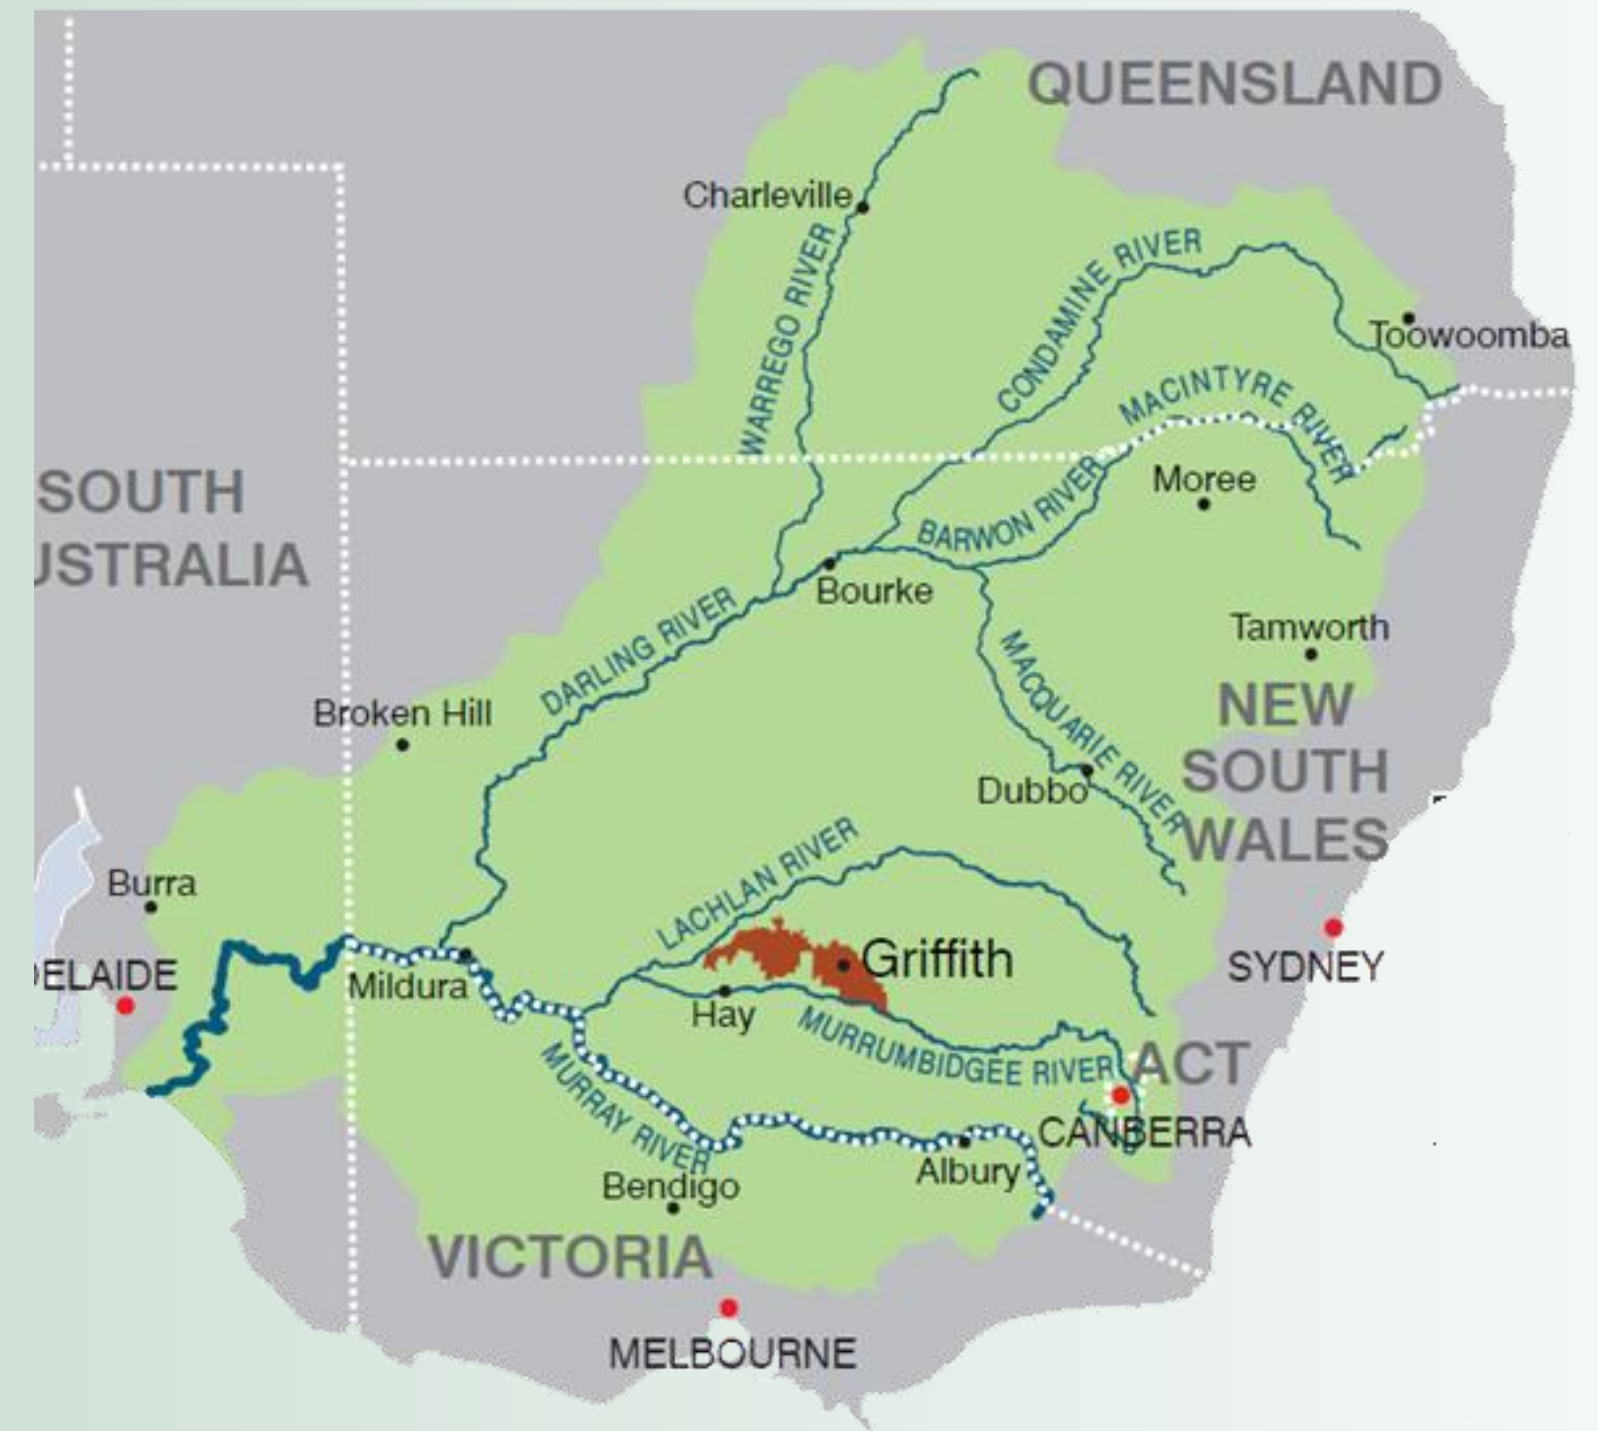 QUEENSLAND
Charleville
WARREGO RIVER
CONDAMINE RIVER
Toowoomba
MACINTYRE RIVER
Moree
BARWON RIVER
SOUTH
USTRALIA
Bourke
DARLING RIVER
Tamworth
MACQUARIE RIVER
NEW
SOUTH
WALES
Broken Hill
Dubbo
LACHLAN RIVER
Burra
Griffith
SYDNEY
DELAIDE
Mildura
Hay
MURRUMBIDGEE RIVER
ACT
MURRAY RIVER
CANBERRA
Albury
Bendigo
VICTORIA
MELBOURNE